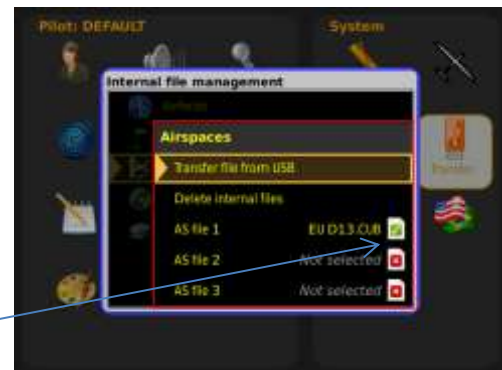 Pilot: DEFAULT
System
Internal file management
Airspaces
Transfer file from USB
Delete internal files
AS file 1 EU D13.CUB
AS file 2 Not selected
AS file 3 Not selected